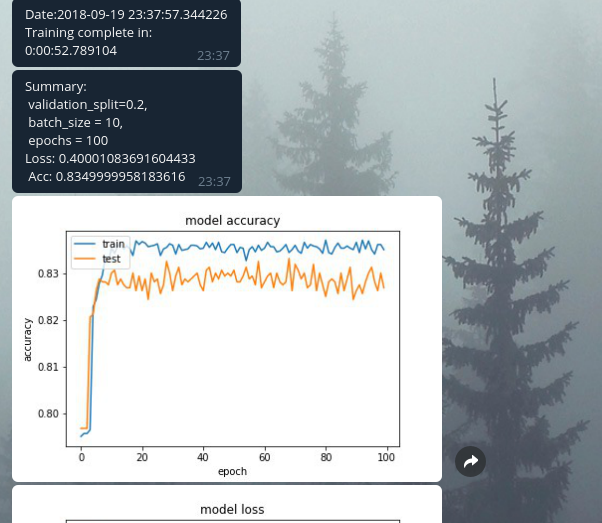 Date:2018-09-19 23:37:57.344226
Training complete in:
0:00:52.789104
23:37
Summary:
validation_split=0.2,
batch_size = 10,
epochs = 100
Loss: 0.40001083691604433
Acc: 0.8349999958183616
23:37
model accuracy
train
test
0.83
0.82
0.81
0.80
accuracy
0 20 40 60 80 100
epoch
model loss